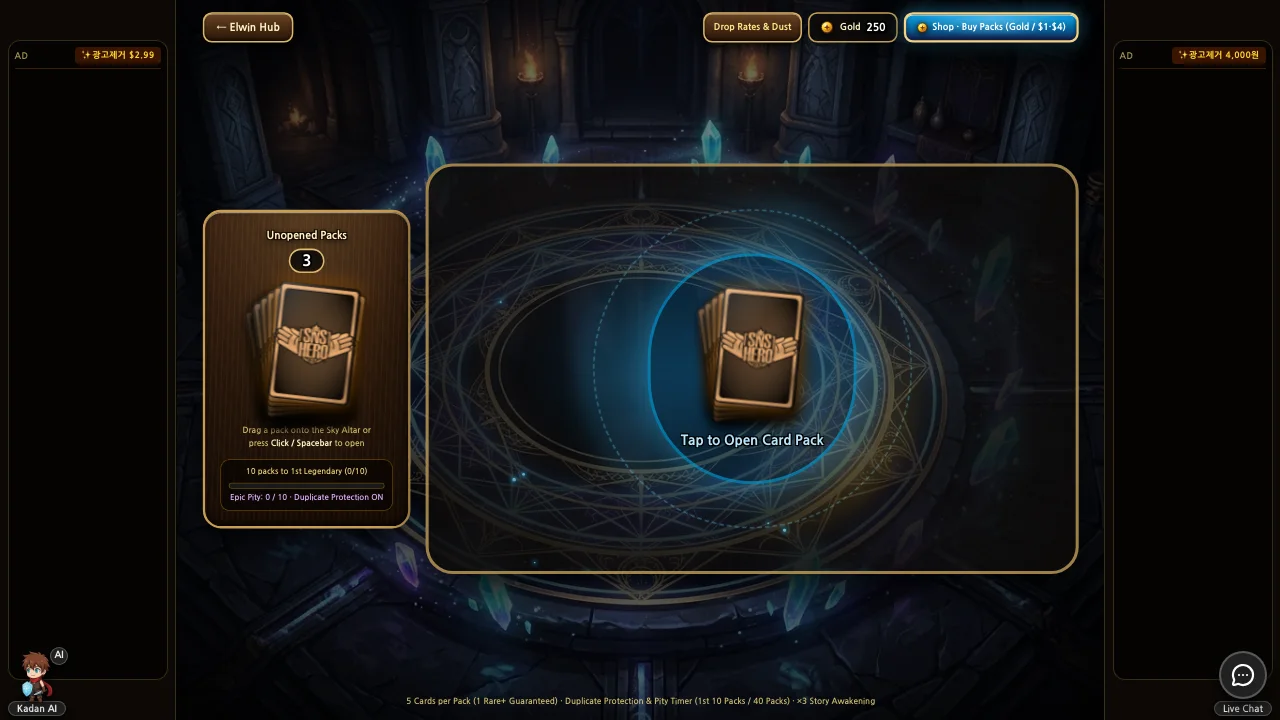 ← Elwin Hub
Drop Rates & Dust
Gold 250
Shop · Buy Packs (Gold / $1-$4)
AD
광고제거 $2.99
AD
광고제거 4,000원
Unopened Packs
3
SNS
HERO
Drag a pack onto the Sky Altar or
press Click / Spacebar to open
10 packs to 1st Legendary (0/10)
Epic Pity: 0 / 10 · Duplicate Protection ON
SNS
HERO
Tap to Open Card Pack
AI
Kadan AI
5 Cards per Pack (1 Rare+ Guaranteed) · Duplicate Protection & Pity Timer (1st 10 Packs / 40 Packs) · ×3 Story Awakening
Live Chat